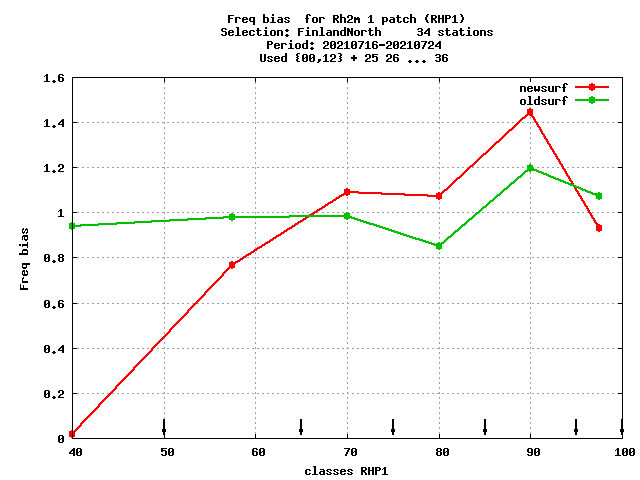 Freq bias  for Rh2m 1 patch (RHP1)
Selection: FinlandNorth     34 stations
Period: 20210716-20210724
Used {00,12} + 25 26 ... 36
newsurf
oldsurf
1.6
1.4
1.2
1
0.8
0.6
0.4
0.2
0
Freq bias
40 50 60 70 80 90 100
classes RHP1